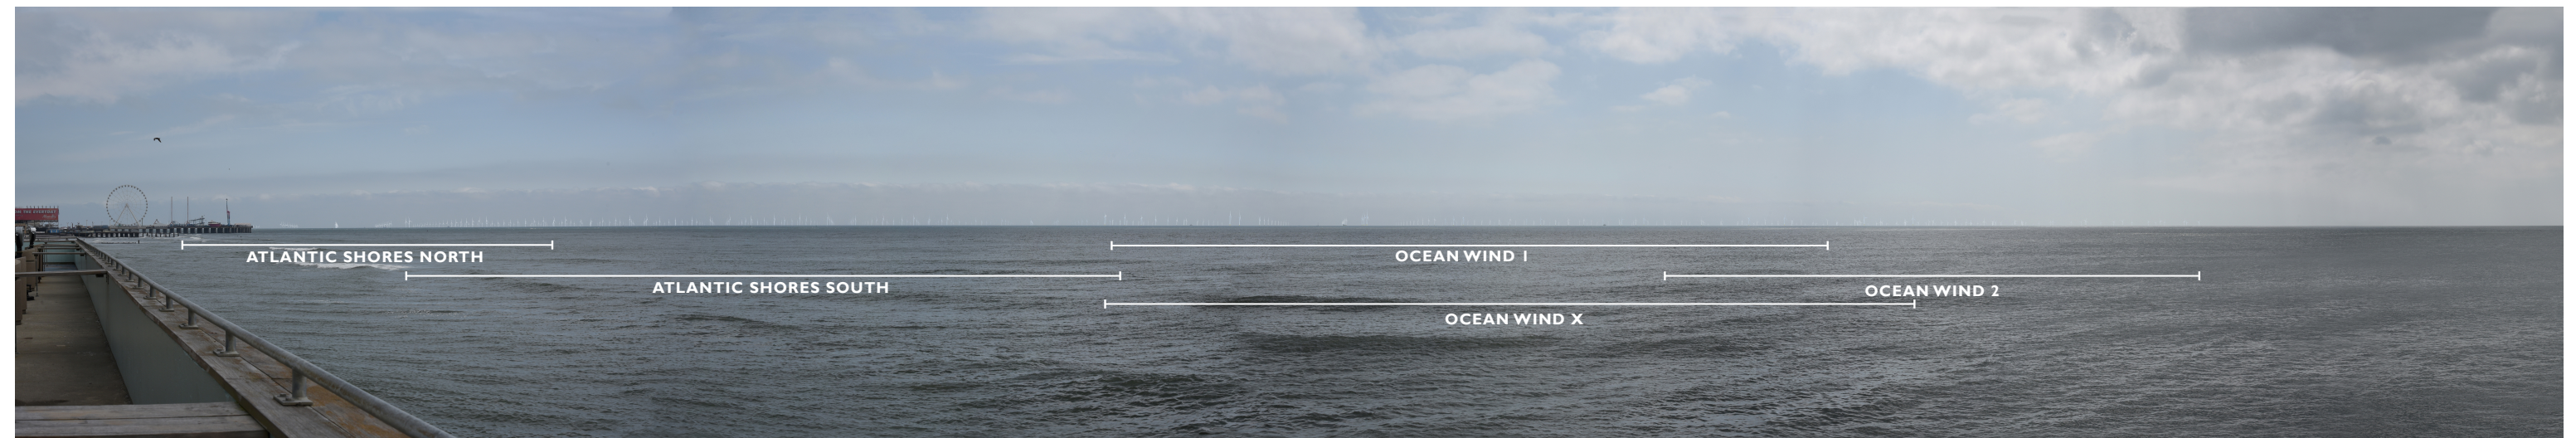 ATLANTIC SHORES NORTH
OCEAN WIND 1
ATLANTIC SHORES SOUTH
OCEAN WIND 2
OCEAN WIND X